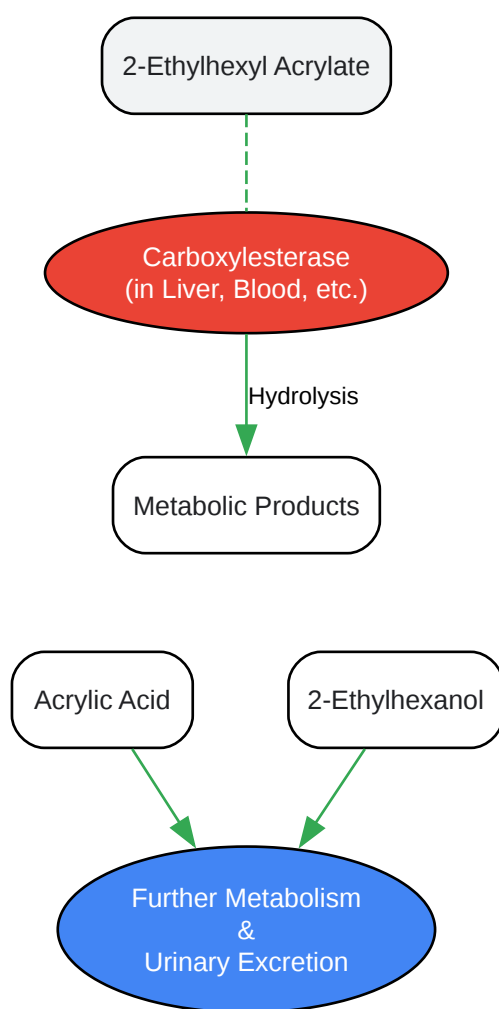 2-Ethylhexyl Acrylate
Carboxylesterase
(in Liver, Blood, etc.)
Hydrolysis
Metabolic Products
Acrylic Acid
2-Ethylhexanol
Further Metabolism
&
Urinary Excretion